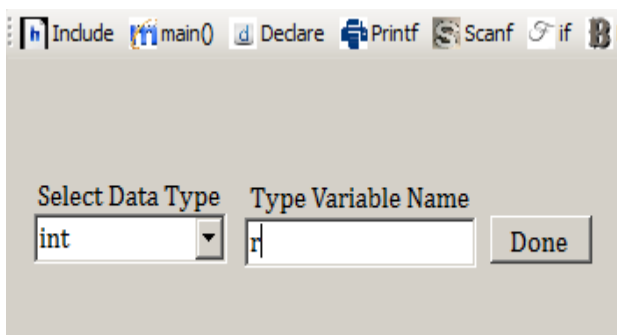 h Include m main() d Declare Printf S Scanf F if B
Select Data Type Type Variable Name
int r Done